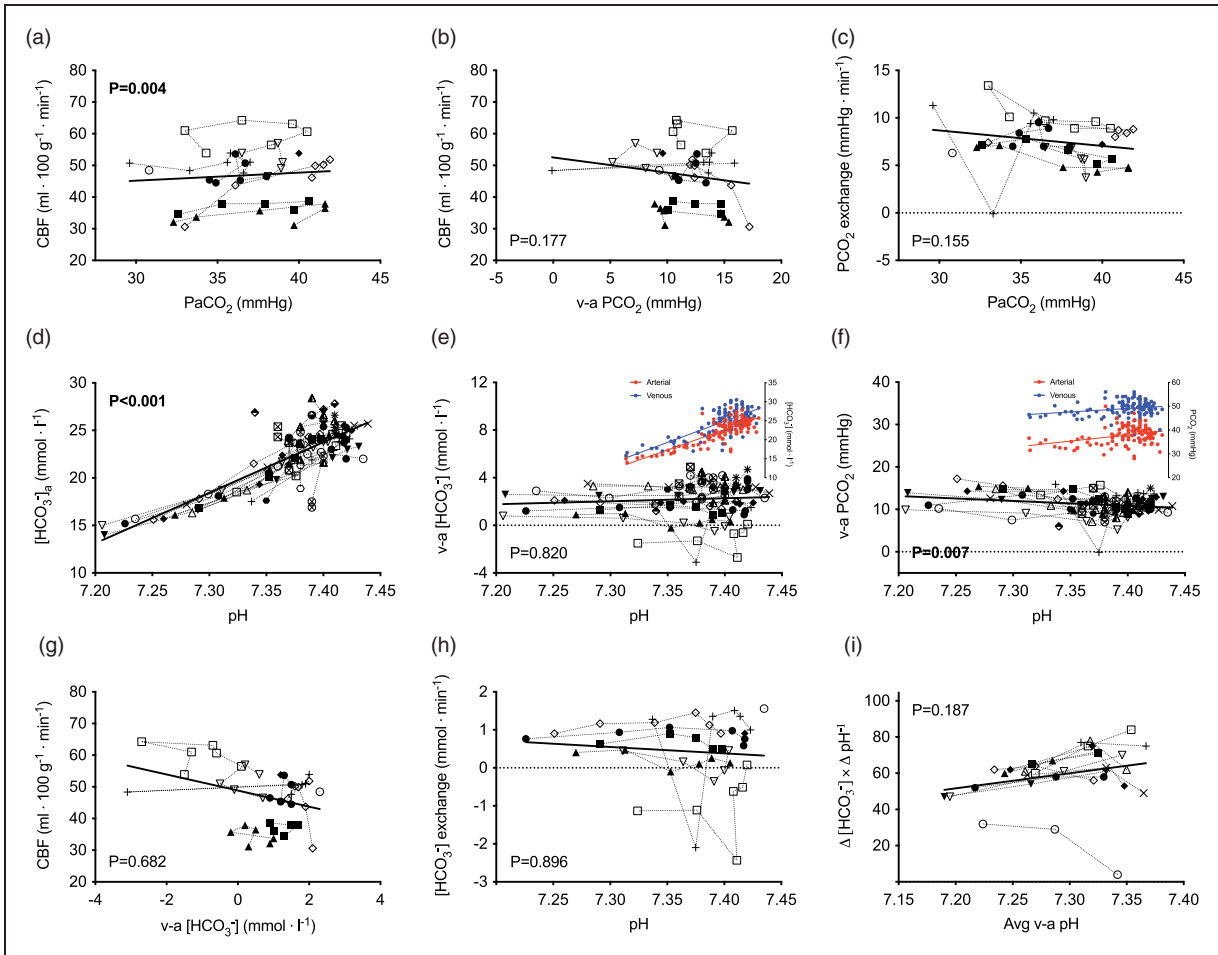 (a)
P=0.004
CBF (ml · 100 g⁻¹ · min⁻¹)
80
70
60
50
40
30
20
25
30
35
40
45
PaCO₂ (mmHg)
(b)
P=0.177
CBF (ml · 100 g⁻¹ · min⁻¹)
80
70
60
50
40
30
20
-5
0
5
10
15
20
v-a PCO₂ (mmHg)
(c)
P=0.155
PCO₂ exchange (mmHg · min⁻¹)
15
10
5
0
-5
25
30
35
40
45
PaCO₂ (mmHg)
(d)
P<0.001
[HCO₃⁻]ₐ (mmol · l⁻¹)
30
25
20
15
10
7.20
7.25
7.30
7.35
7.40
7.45
pH
(e)
P=0.820
v-a [HCO₃⁻] (mmol · l⁻¹)
12
8
4
0
-4
7.20
7.25
7.30
7.35
7.40
7.45
pH
Arterial
Venous
35
30
25
20
15
10
[HCO₃⁻] (mmol · l⁻¹)
(f)
P=0.007
v-a PCO₂ (mmHg)
40
30
20
10
0
-10
7.20
7.25
7.30
7.35
7.40
7.45
pH
Arterial
Venous
60
50
40
30
20
PCO₂ (mmHg)
(g)
P=0.682
CBF (ml · 100 g⁻¹ · min⁻¹)
80
70
60
50
40
30
20
-4
-2
0
2
4
v-a [HCO₃⁻] (mmol · l⁻¹)
(h)
P=0.896
[HCO₃⁻] exchange (mmol · min⁻¹)
2
1
0
-1
-2
-3
7.20
7.25
7.30
7.35
7.40
7.45
pH
(i)
P=0.187
Δ [HCO₃⁻] × Δ pH⁻¹
100
80
60
40
20
0
7.15
7.20
7.25
7.30
7.35
7.40
Avg v-a pH